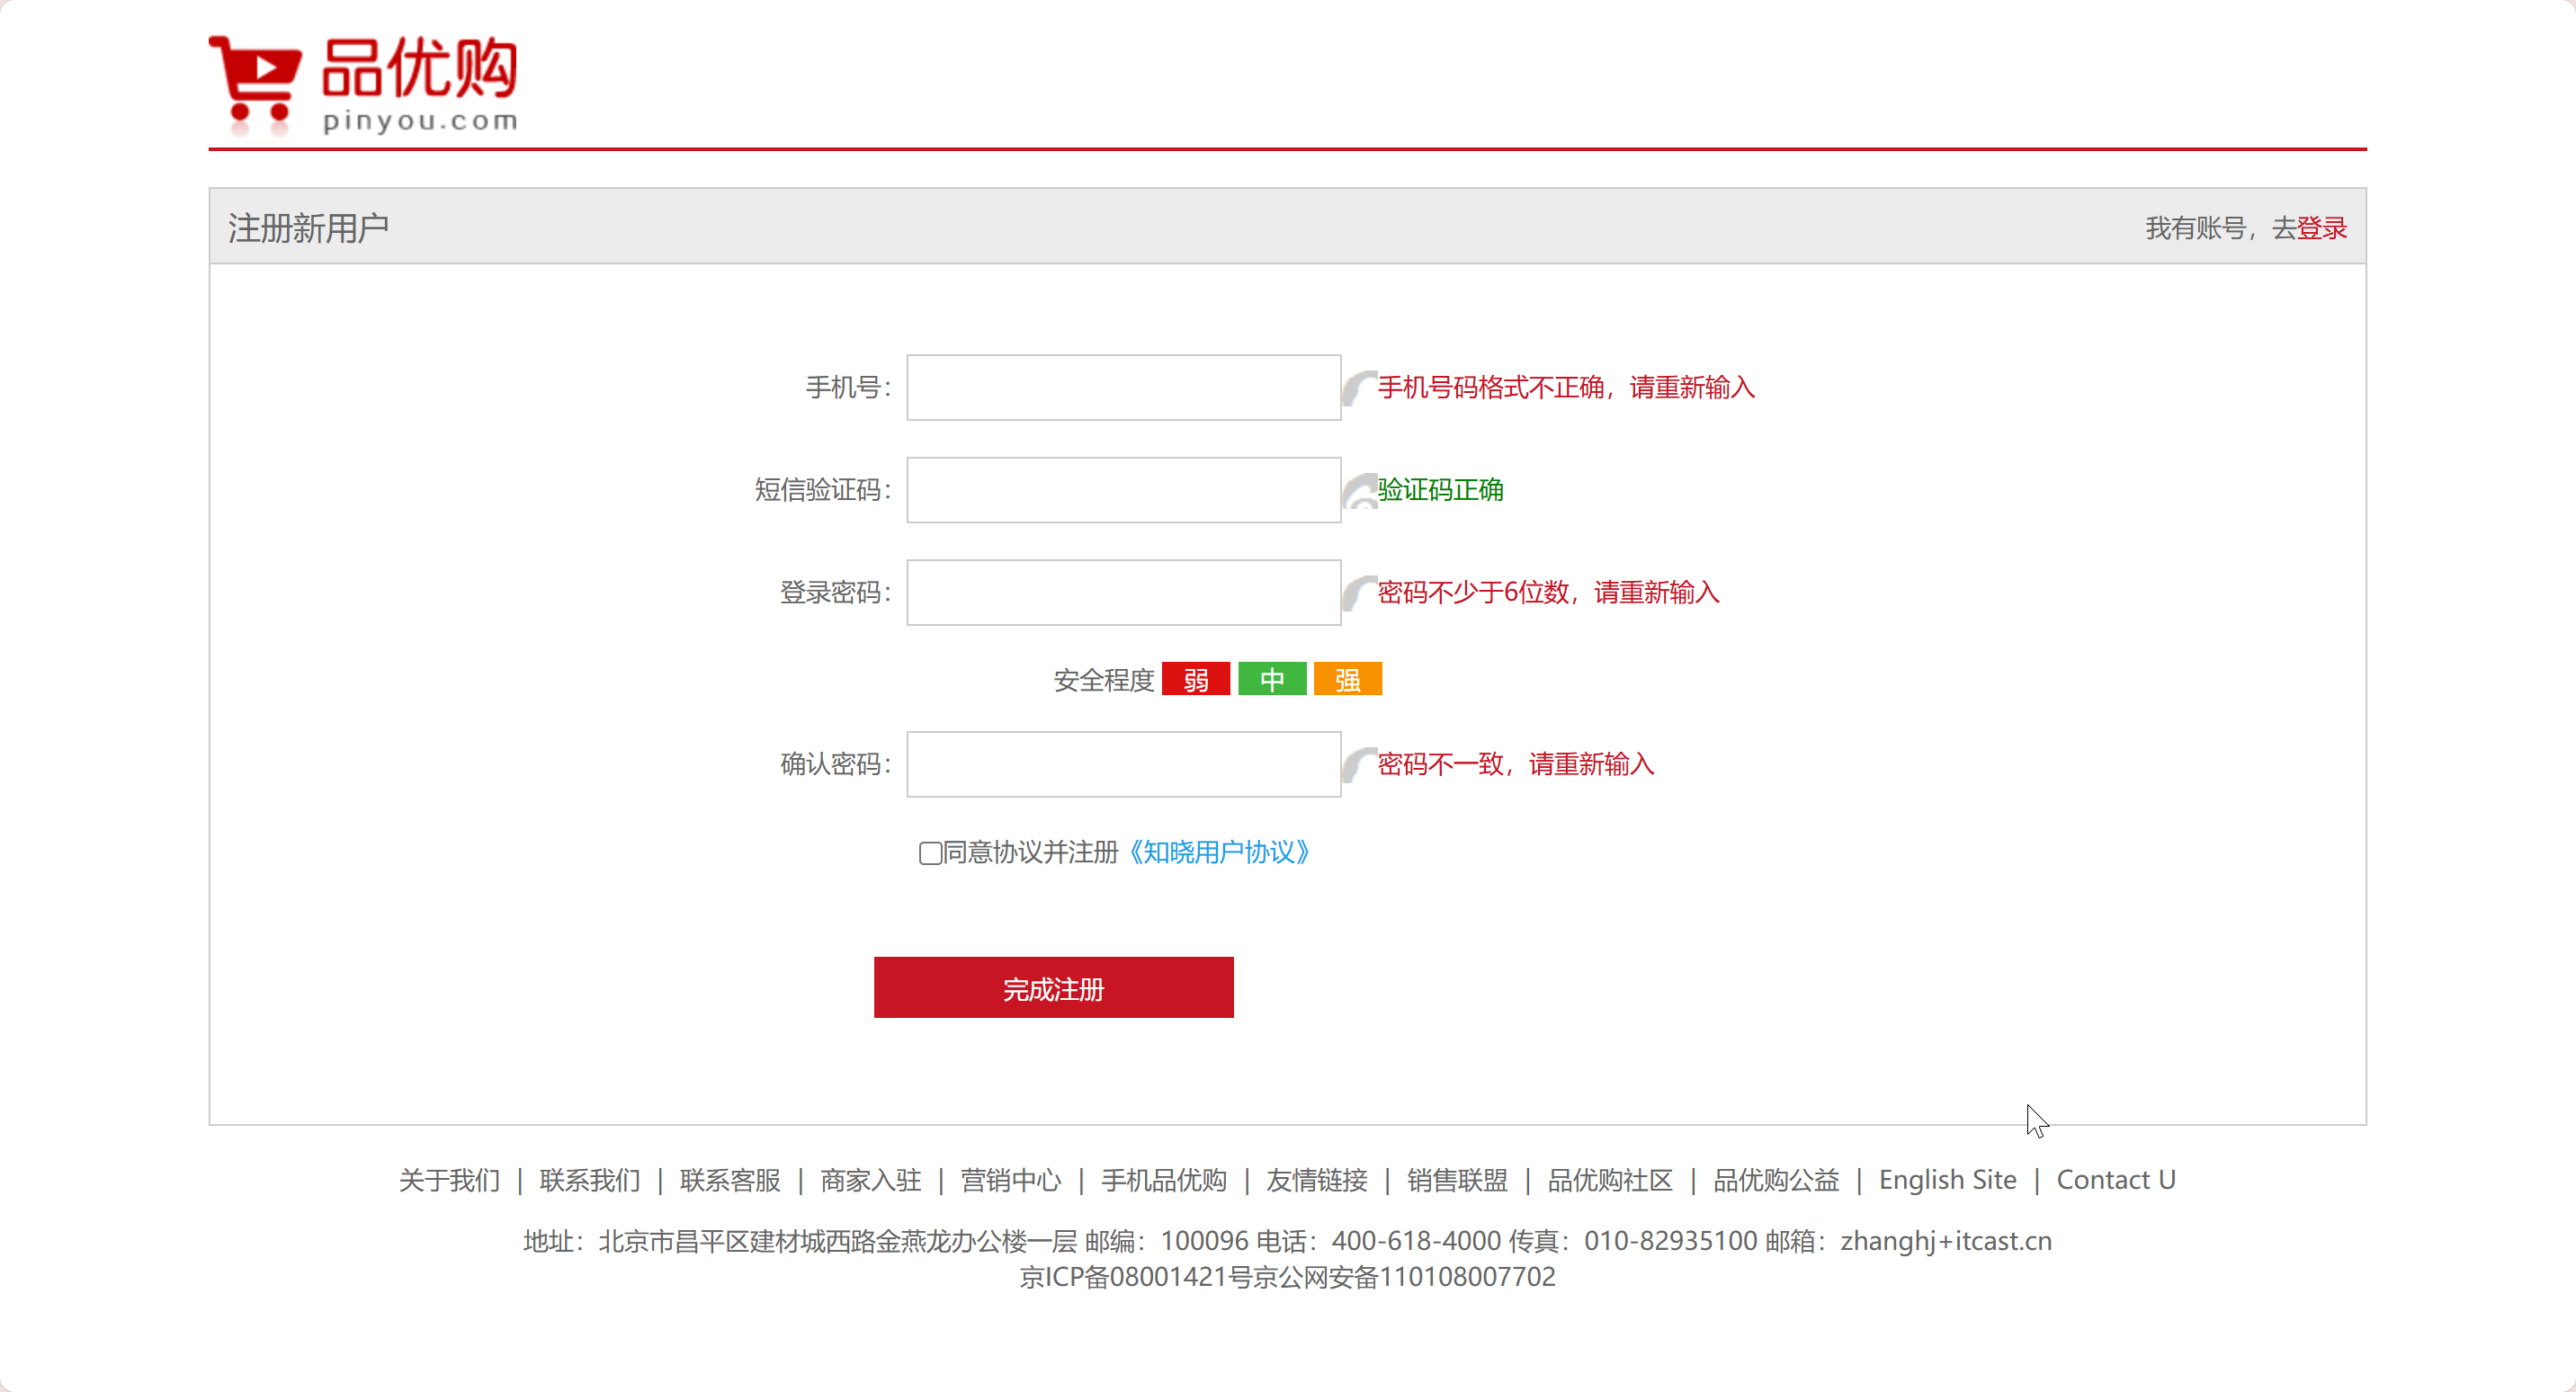 品优购
pinyou.com
注册新用户 我有账号，去登录
手机号： 手机号码格式不正确，请重新输入
短信验证码： 验证码正确
登录密码： 密码不少于6位数，请重新输入
安全程度 弱 中 强
确认密码： 密码不一致，请重新输入
同意协议并注册《知晓用户协议》
完成注册
关于我们 | 联系我们 | 联系客服 | 商家入驻 | 营销中心 | 手机品优购 | 友情链接 | 销售联盟 | 品优购社区 | 品优购公益 | English Site | Contact U
地址：北京市昌平区建材城西路金燕龙办公楼一层 邮编：100096 电话：400-618-4000 传真：010-82935100 邮箱：zhanghj+itcast.cn
京ICP备08001421号京公网安备110108007702